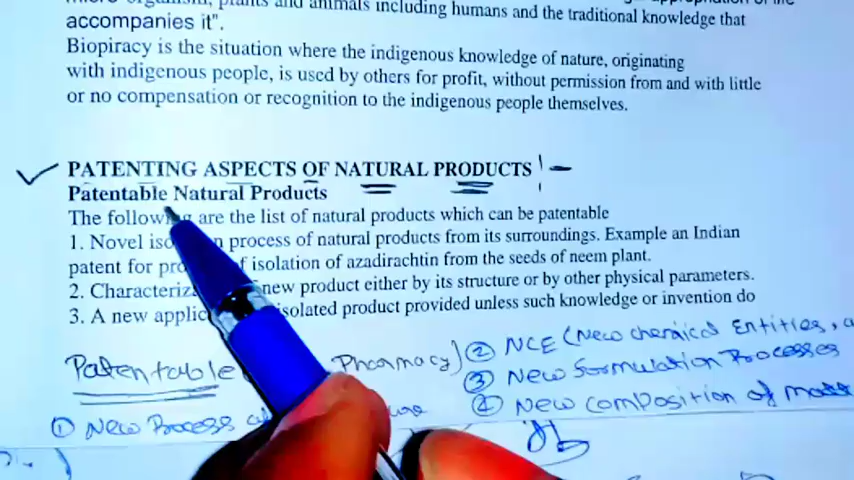 accompanies it".
Biopiracy is the situation where the indigenous knowledge of nature, originating
with indigenous people, is used by others for profit, without permission from and with little
or no compensation or recognition to the indigenous people themselves.
PATENTING ASPECTS OF NATURAL PRODUCTS
Patentable Natural Products
The following are the list of natural products which can be patentable
1. Novel process of natural products from its surroundings. Example an Indian
patent for of isolation of azadirachtin from the seeds of neem plant.
2. new product either by its structure or by other physical parameters.
3. A new isolated product provided unless such knowledge or invention do
Patentable Pharmacy) ② NCE (New chemical Entities,
③ New formulation Processes
① New Process ④ New composition of